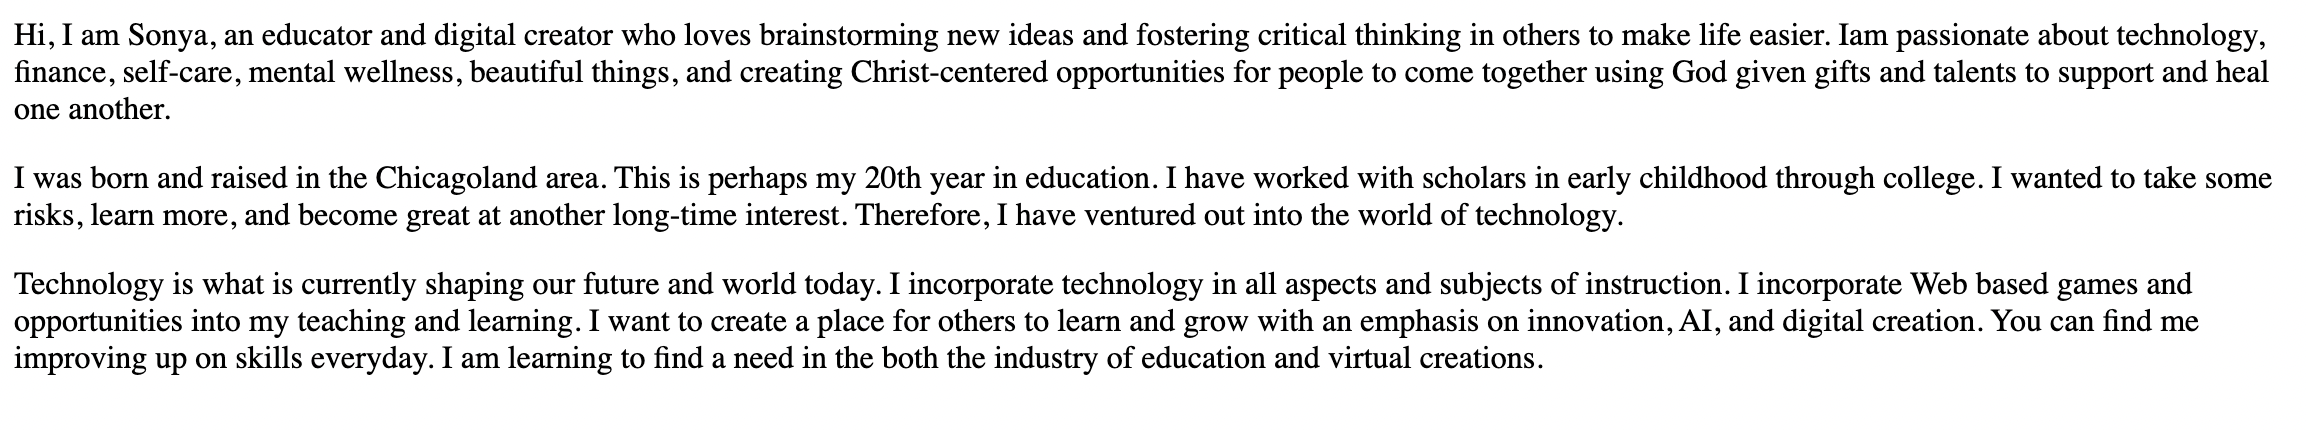 Hi, I am Sonya, an educator and digital creator who loves brainstorming new ideas and fostering critical thinking in others to make life easier. Iam passionate about technology,
finance, self-care, mental wellness, beautiful things, and creating Christ-centered opportunities for people to come together using God given gifts and talents to support and heal
one another.
I was born and raised in the Chicagoland area. This is perhaps my 20th year in education. I have worked with scholars in early childhood through college. I wanted to take some
risks, learn more, and become great at another long-time interest. Therefore, I have ventured out into the world of technology.
Technology is what is currently shaping our future and world today. I incorporate technology in all aspects and subjects of instruction. I incorporate Web based games and
opportunities into my teaching and learning. I want to create a place for others to learn and grow with an emphasis on innovation, AI, and digital creation. You can find me
improving up on skills everyday. I am learning to find a need in the both the industry of education and virtual creations.